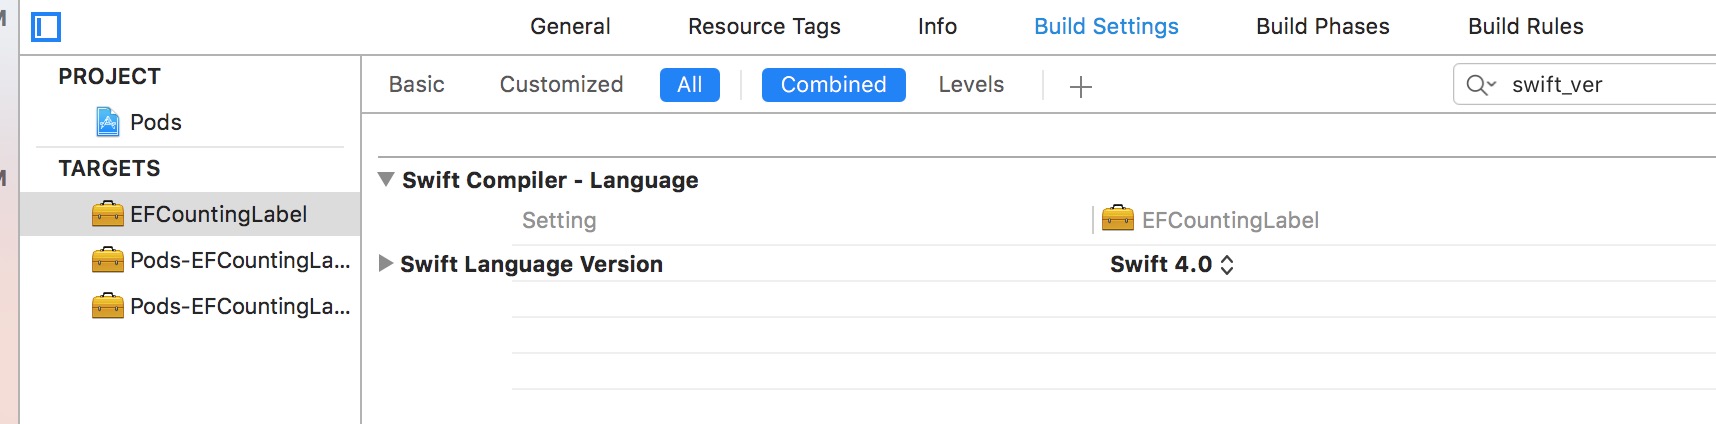 General Resource Tags Info Build Settings Build Phases Build Rules
PROJECT
Pods
TARGETS
EFCountingLabel
Pods-EFCountingLa...
Pods-EFCountingLa...
Basic Customized All Combined Levels swift_ver
Swift Compiler - Language
Setting EFCountingLabel
Swift Language Version Swift 4.0